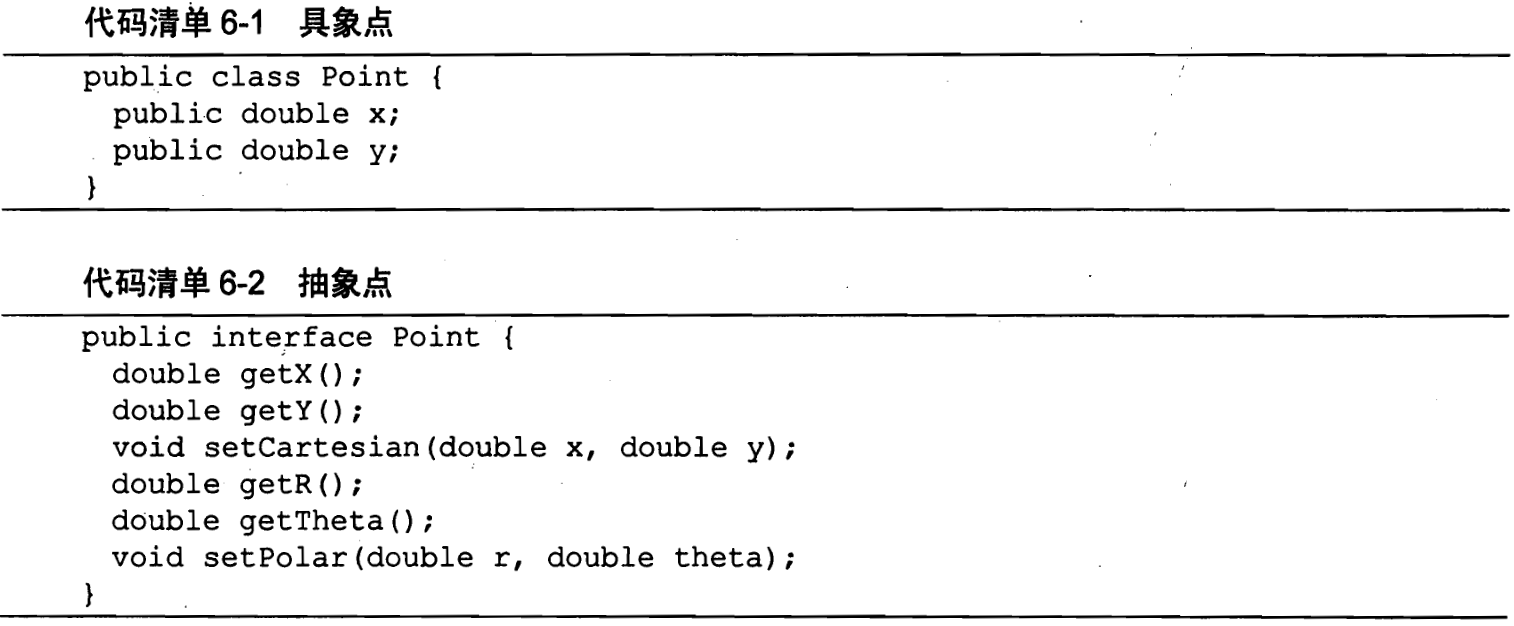 代码清单 6-1 具象点
public class Point {
  public double x;
  public double y;
}
代码清单 6-2 抽象点
public interface Point {
  double getX();
  double getY();
  void setCartesian(double x, double y);
  double getR();
  double getTheta();
  void setPolar(double r, double theta);
}